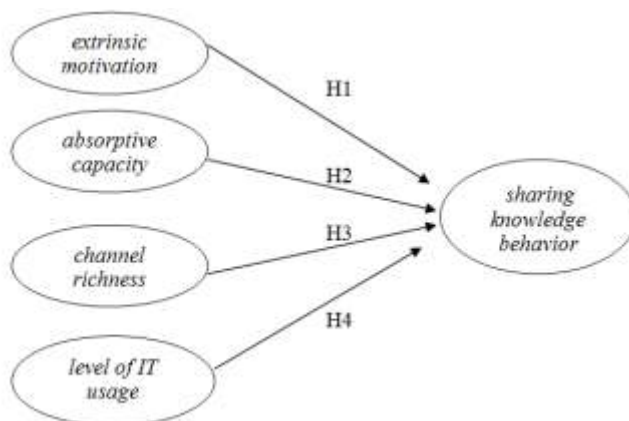 extrinsic
motivation
H1
absorptive
capacity
H2
sharing
knowledge
behavior
H3
channel
richness
H4
level of IT
usage